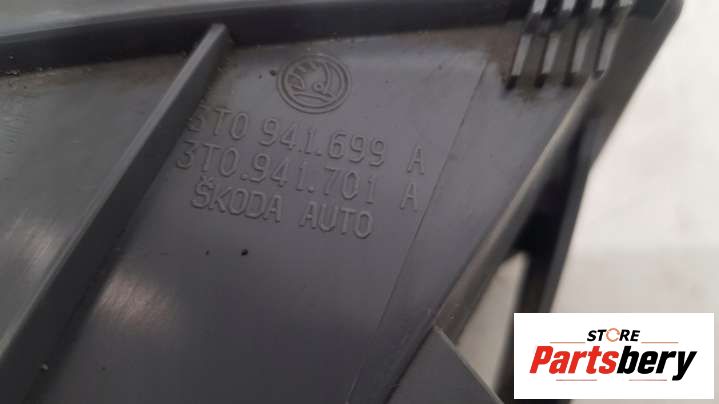 3T0 941.699 A
3T0.941.701 A
ŠKODA AUTO
STORE
Partsbery